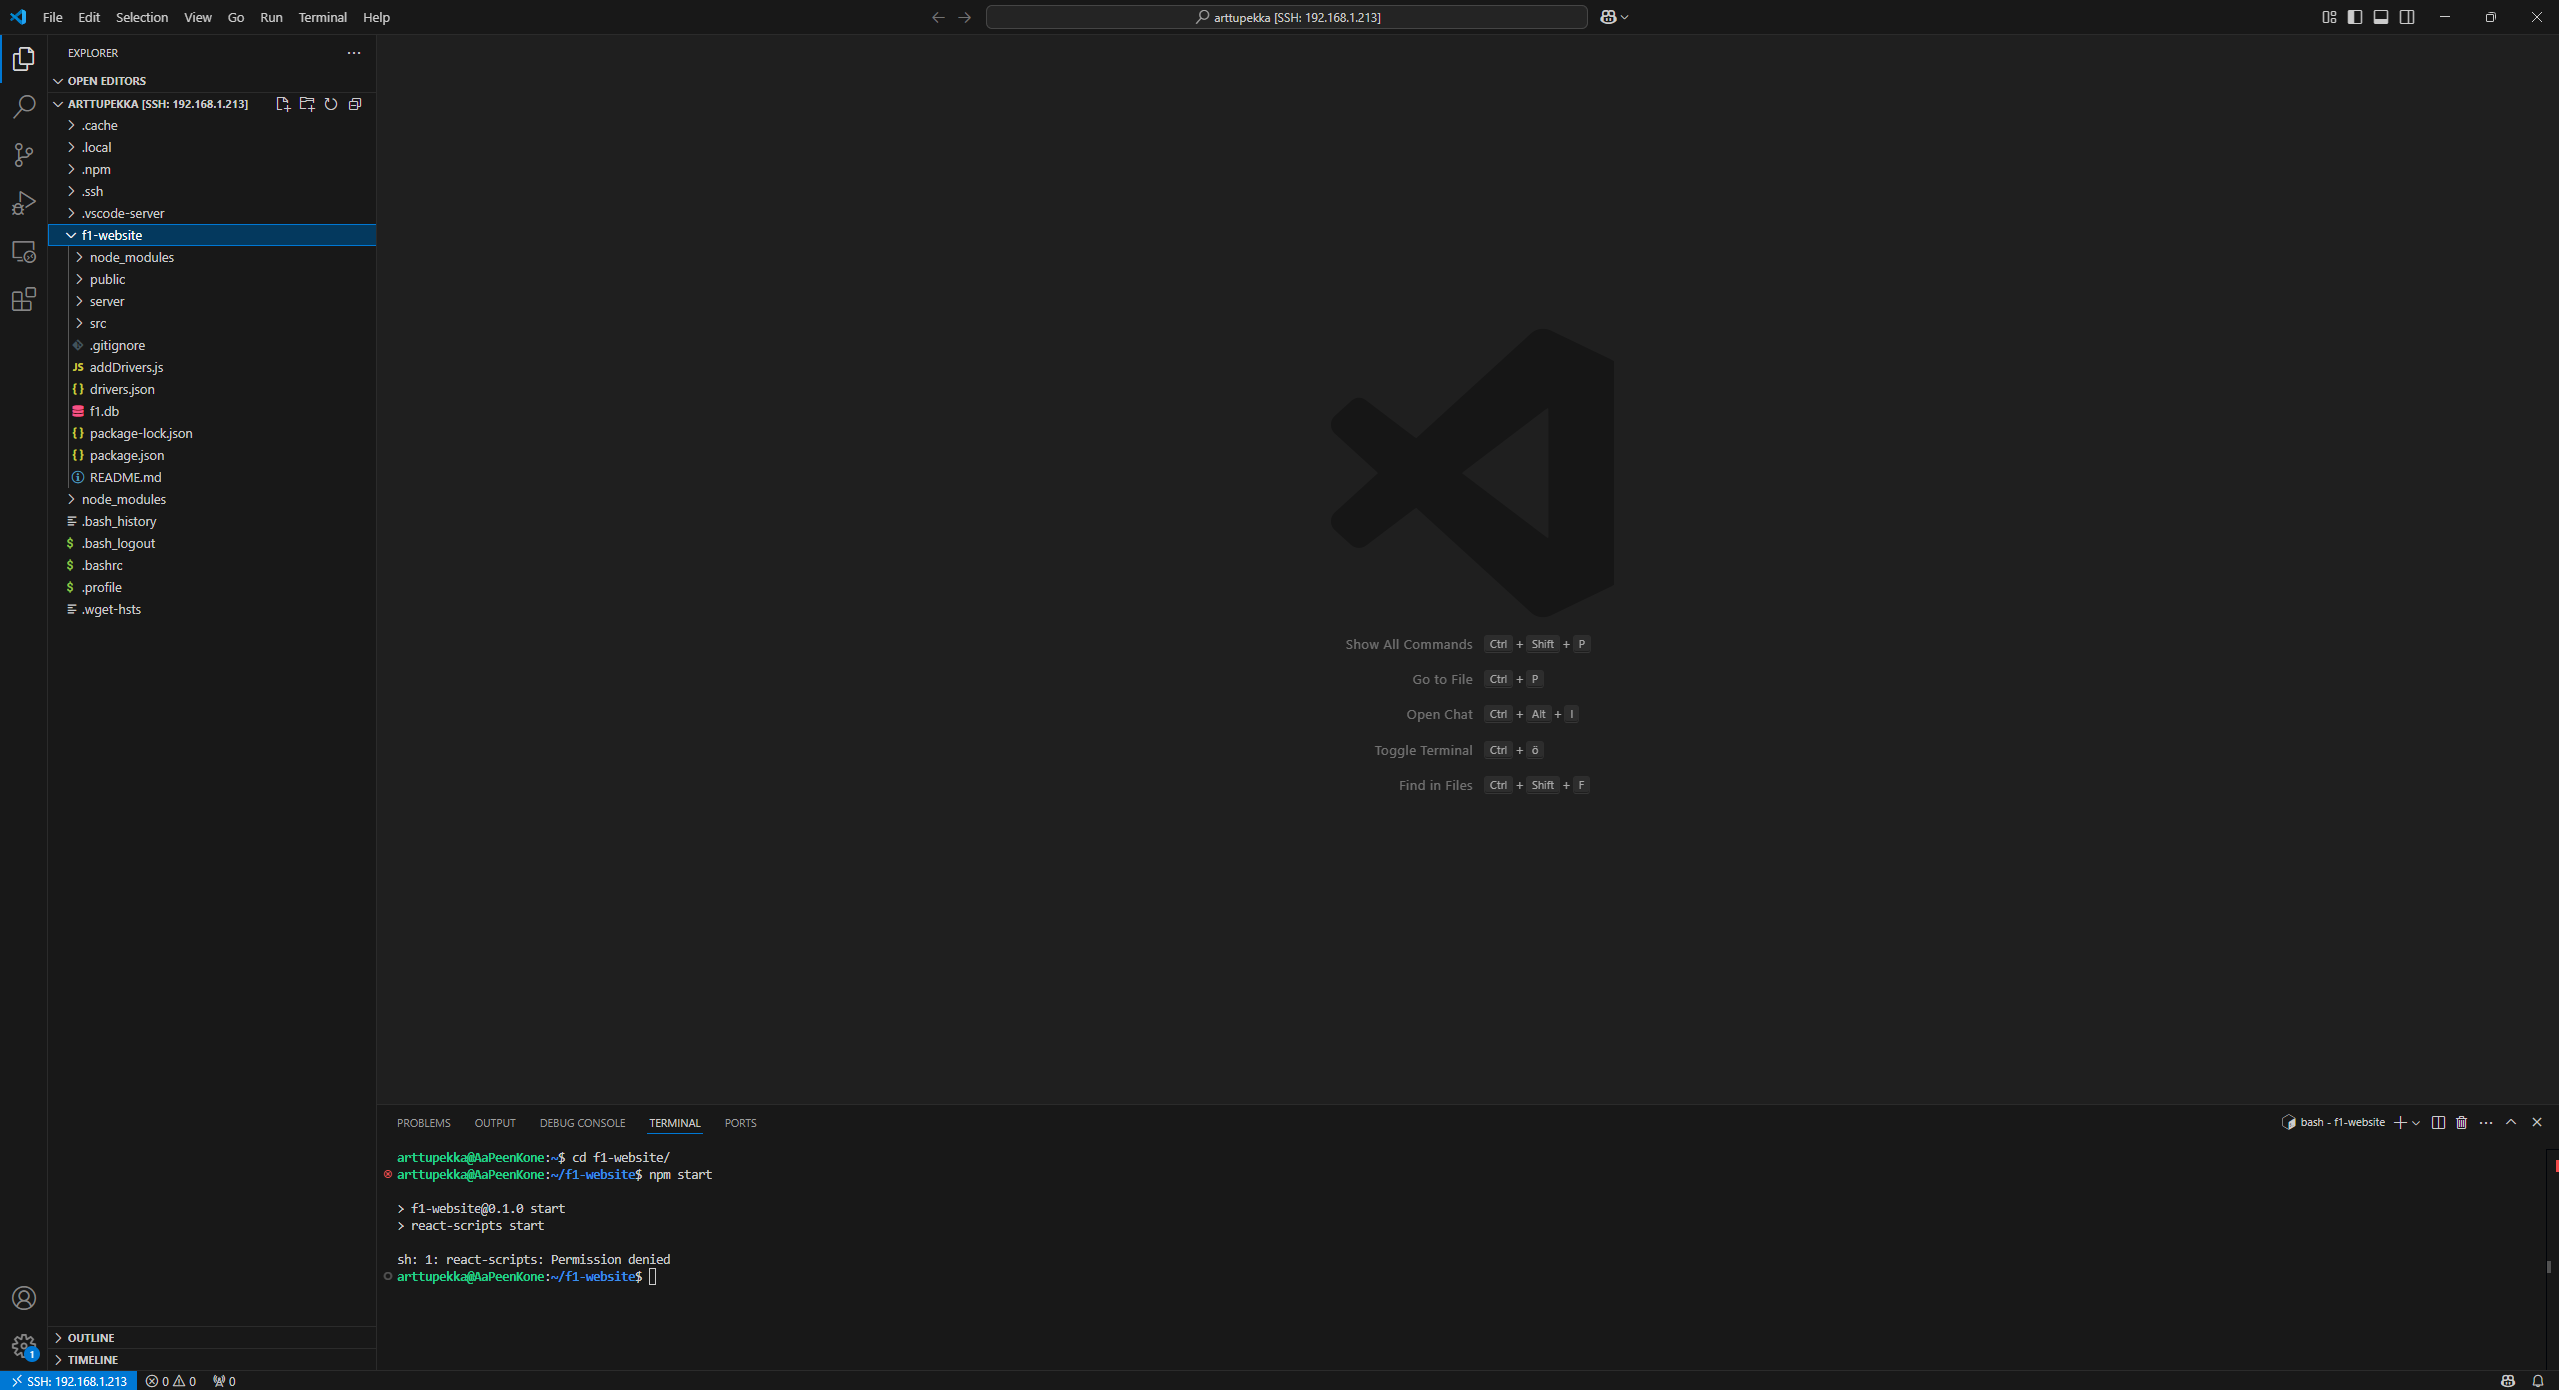 File Edit Selection View Go Run Terminal Help
arttupekka [SSH: 192.168.1.213]
EXPLORER
OPEN EDITORS
ARTTUPEKKA [SSH: 192.168.1.213]
.cache
.local
.npm
.ssh
.vscode-server
f1-website
node_modules
public
server
src
.gitignore
JS addDrivers.js
{} drivers.json
f1.db
{} package-lock.json
{} package.json
README.md
node_modules
.bash_history
$ .bash_logout
$ .bashrc
$ .profile
.wget-hsts
OUTLINE
TIMELINE
Show All Commands Ctrl + Shift + P
Go to File Ctrl + P
Open Chat Ctrl + Alt + I
Toggle Terminal Ctrl + ö
Find in Files Ctrl + Shift + F
PROBLEMS OUTPUT DEBUG CONSOLE TERMINAL PORTS
bash - f1-website
arttupekka@AaPeenKone:~$ cd f1-website/
arttupekka@AaPeenKone:~/f1-website$ npm start
> f1-website@0.1.0 start
> react-scripts start
sh: 1: react-scripts: Permission denied
arttupekka@AaPeenKone:~/f1-website$
1
SSH: 192.168.1.213 0 0 0